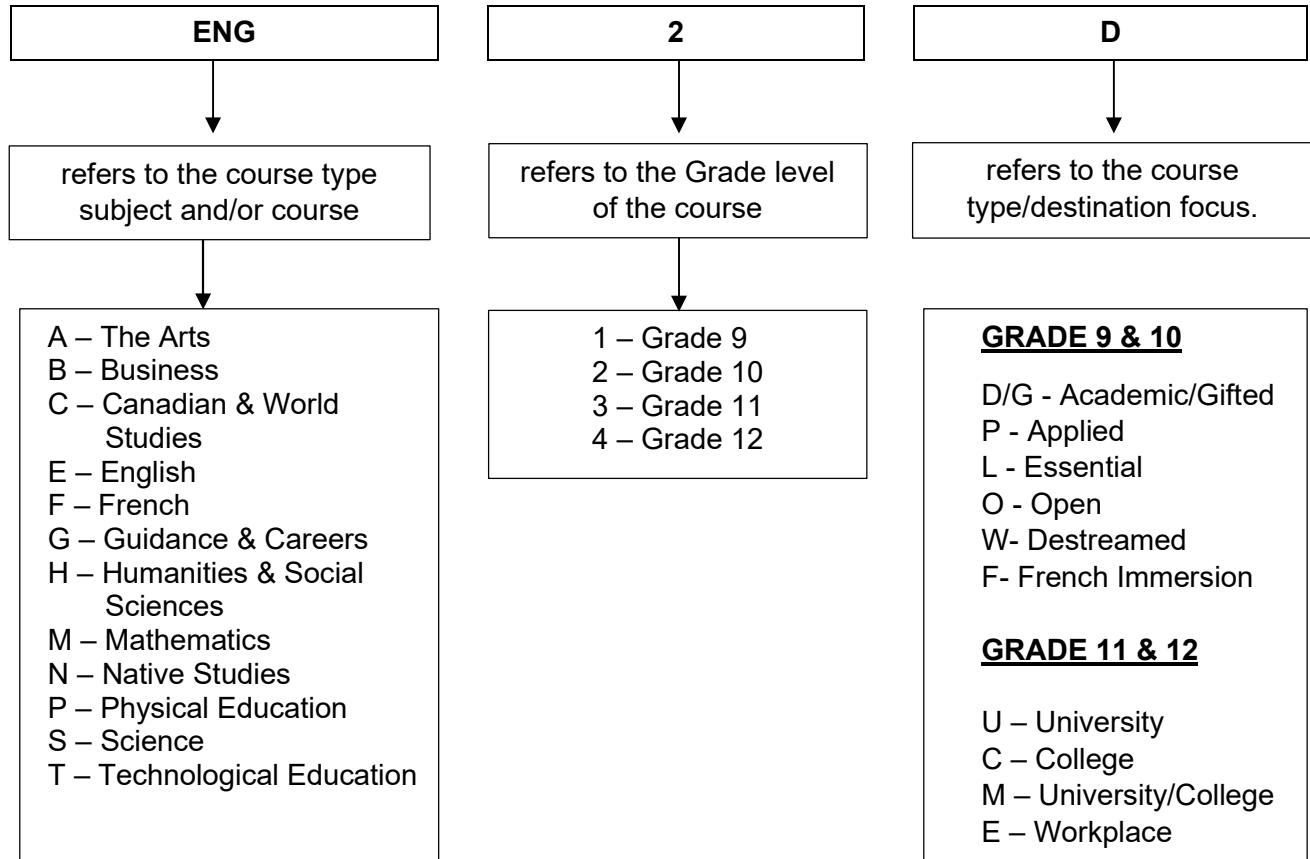 ENG
2
D
refers to the course type
subject and/or course
refers to the Grade level
of the course
refers to the course
type/destination focus.
A – The Arts
B – Business
C – Canadian & World
Studies
E – English
F – French
G – Guidance & Careers
H – Humanities & Social
Sciences
M – Mathematics
N – Native Studies
P – Physical Education
S – Science
T – Technological Education
1 – Grade 9
2 – Grade 10
3 – Grade 11
4 – Grade 12
GRADE 9 & 10
D/G - Academic/Gifted
P - Applied
L - Essential
O - Open
W- Destreamed
F- French Immersion
GRADE 11 & 12
U – University
C – College
M – University/College
E – Workplace